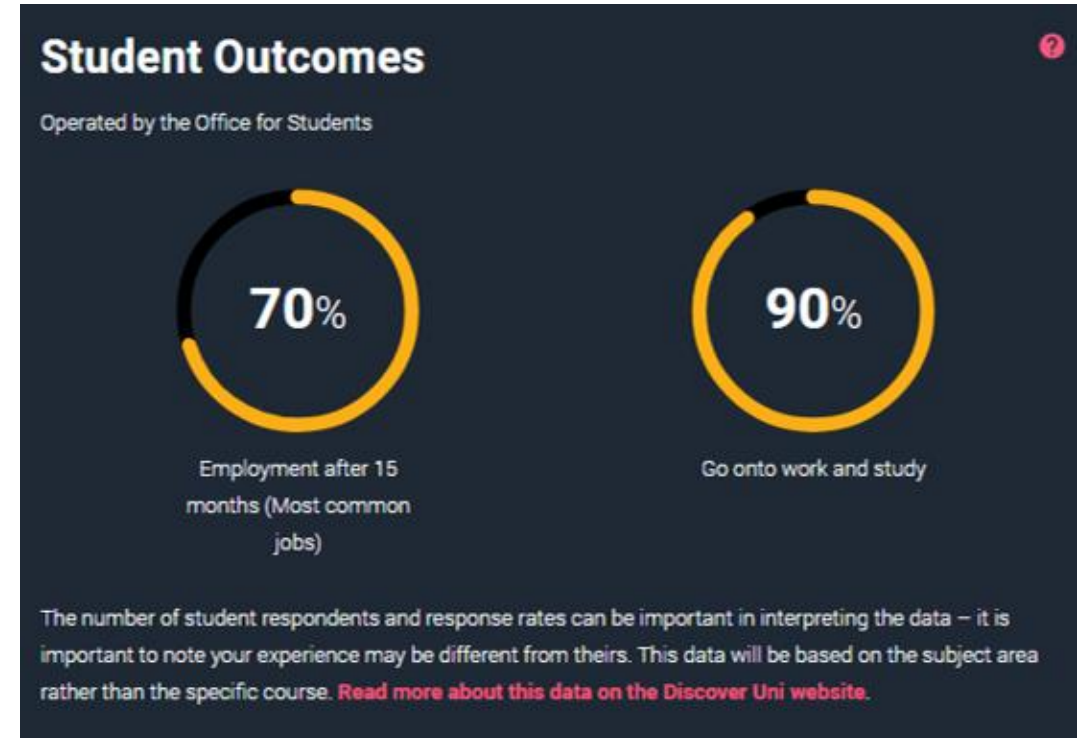 Student Outcomes
?
Operated by the Office for Students
70%
90%
Employment after 15
months (Most common
jobs)
Go onto work and study
The number of student respondents and response rates can be important in interpreting the data – it is
important to note your experience may be different from theirs. This data will be based on the subject area
rather than the specific course. Read more about this data on the Discover Uni website.